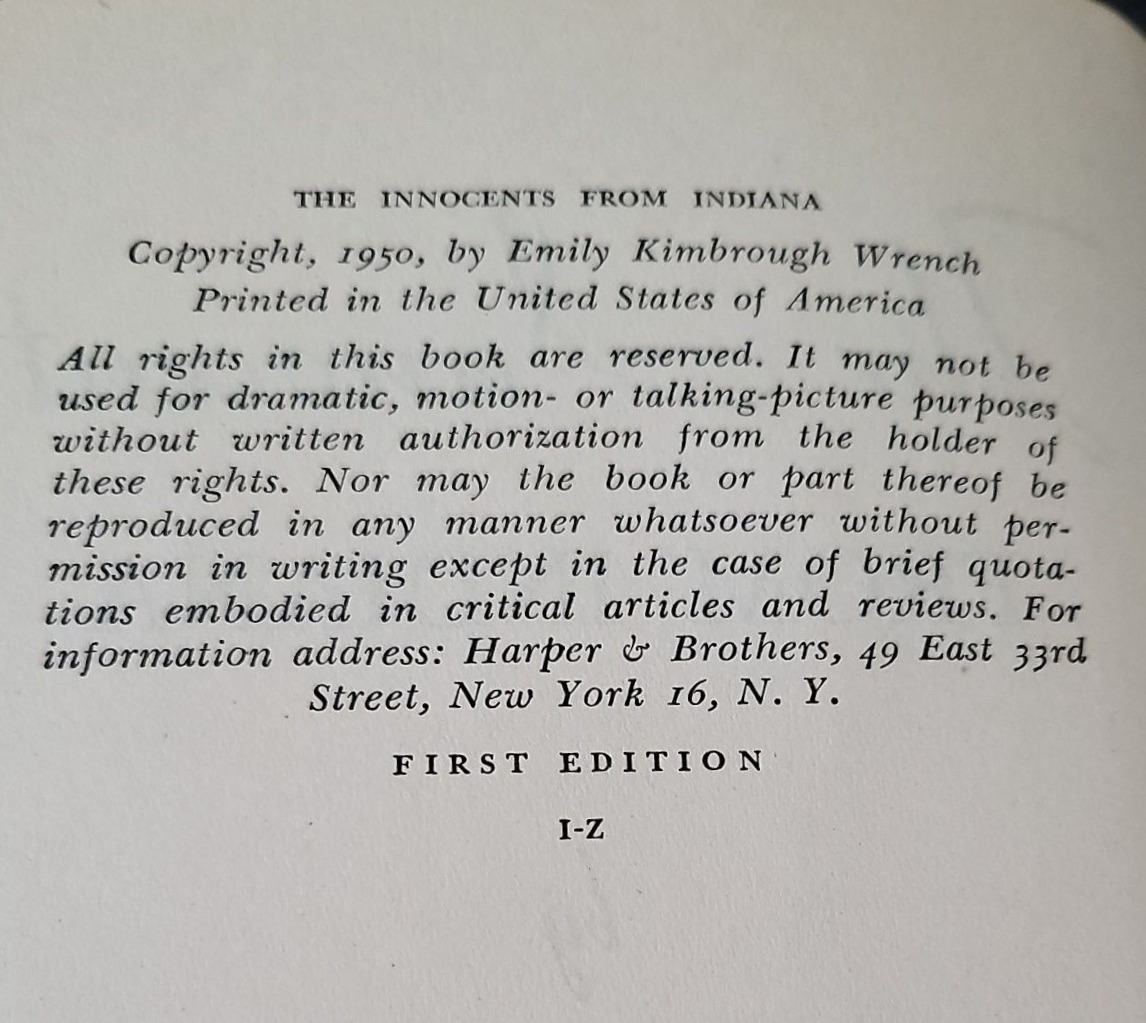 THE INNOCENTS FROM INDIANA
Copyright, 1950, by Emily Kimbrough Wrench
Printed in the United States of America
All rights in this book are reserved. It may not be
used for dramatic, motion- or talking-picture purposes
without written authorization from the holder of
these rights. Nor may the book or part thereof be
reproduced in any manner whatsoever without per-
mission in writing except in the case of brief quota-
tions embodied in critical articles and reviews. For
information address: Harper & Brothers, 49 East 33rd
Street, New York 16, N. Y.
FIRST EDITION
I-Z